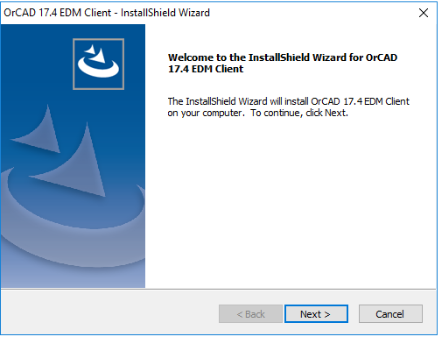 OrCAD 17.4 EDM Client - InstallShield Wizard
Welcome to the InstallShield Wizard for OrCAD
17.4 EDM Client
The InstallShield Wizard will install OrCAD 17.4 EDM Client
on your computer. To continue, click Next.
< Back
Next >
Cancel